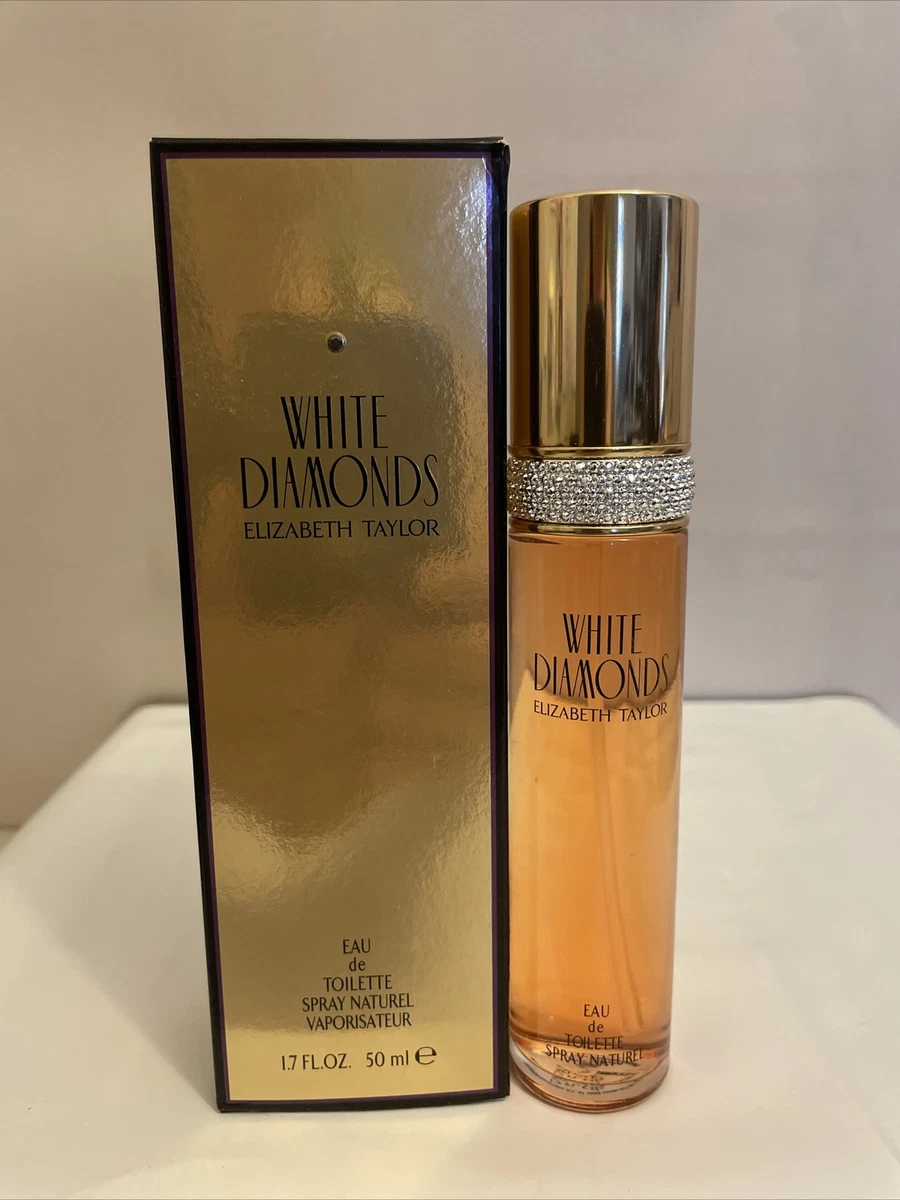 WHITE
DIAMONDS
ELIZABETH TAYLOR
EAU
de
TOILETTE
SPRAY NATUREL
VAPORISATEUR
1.7 FL.OZ. 50 ml ℮
WHITE
DIAMONDS
ELIZABETH TAYLOR
EAU
de
TOILETTE
SPRAY NATUREL